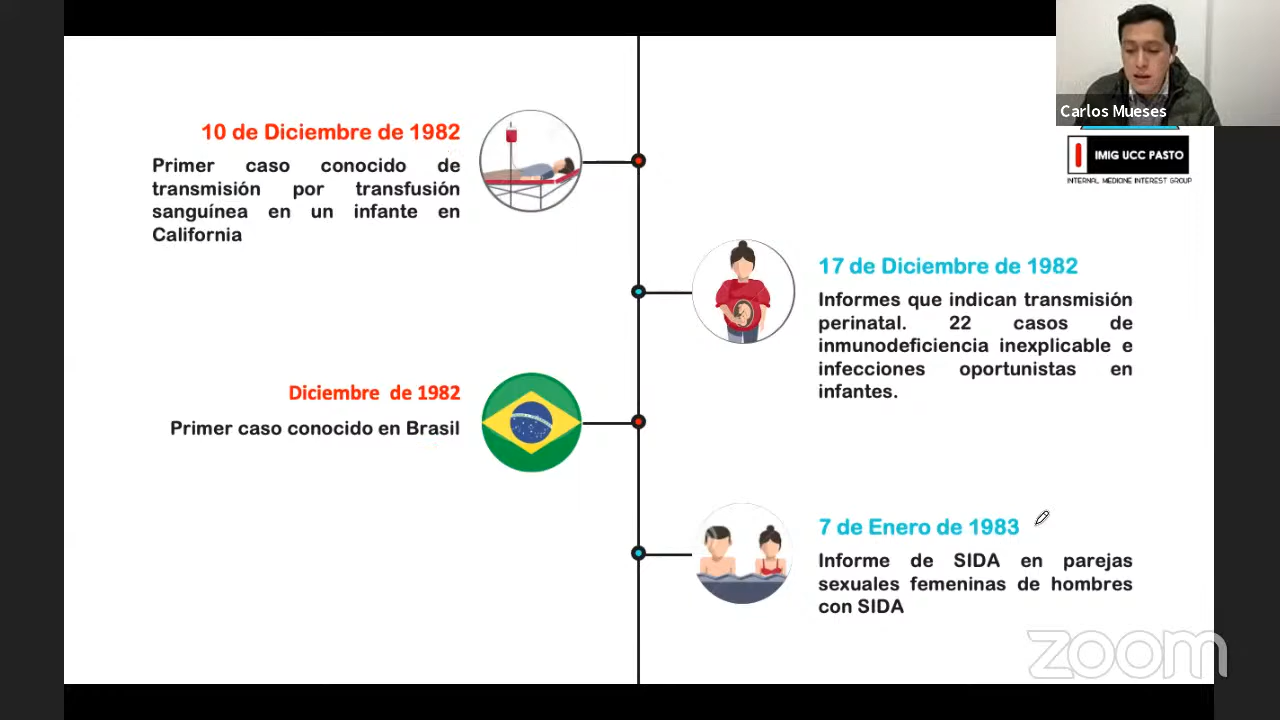 Carlos Mueses
IMIG UCC PASTO
INTERNAL MEDICINE INTEREST GROUP
10 de Diciembre de 1982
Primer caso conocido de
transmisión por transfusión
sanguínea en un infante en
California
17 de Diciembre de 1982
Informes que indican transmisión
perinatal. 22 casos de
inmunodeficiencia inexplicable e
infecciones oportunistas en
infantes.
Diciembre de 1982
Primer caso conocido en Brasil
7 de Enero de 1983
Informe de SIDA en parejas
sexuales femeninas de hombres
con SIDA
zoom